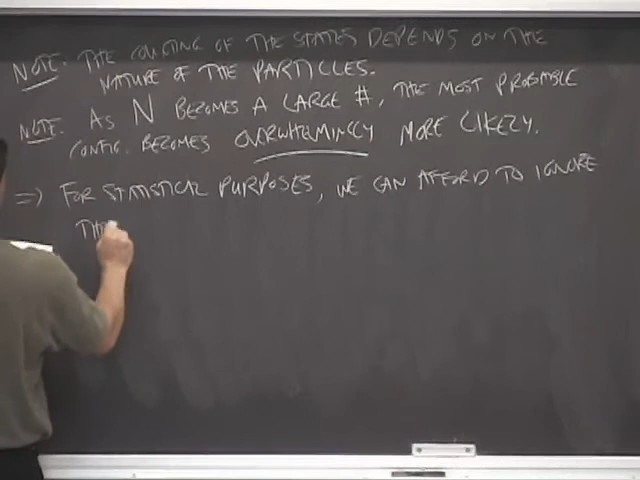 NOTE: THE COUNTING OF THE STATES DEPENDS ON THE
NATURE OF THE PARTICLES.
NOTE: AS N BECOMES A LARGE #, THE MOST PROBABLE
CONFIG. BECOMES OVERWHELMINGLY MORE LIKELY.
=> FOR STATISTICAL PURPOSES, WE CAN AFFORD TO IGNORE
TH